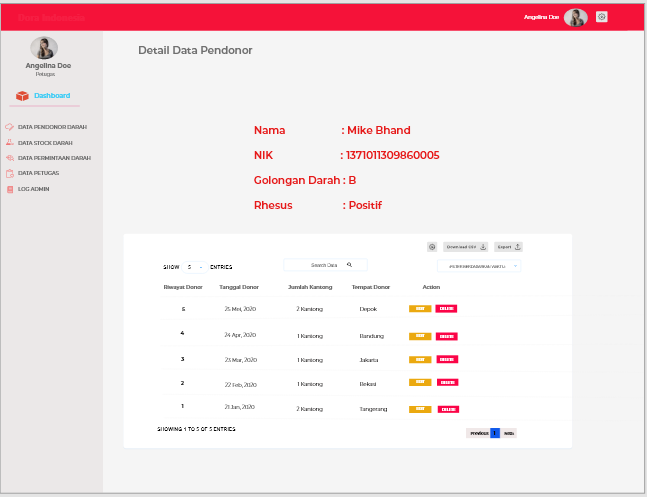 Angelina Doe
Angelina Doe
Petugas
Dashboard
DATA PENDONOR DARAH
DATA STOCK DARAH
DATA PERMINTAAN DARAH
DATA PETUGAS
LOG ADMIN
Detail Data Pendonor
Nama : Mike Bhand
NIK : 1371011309860005
Golongan Darah : B
Rhesus : Positif
Download CSV Export
SHOW 5 ENTRIES Search Data
Riwayat Donor Tanggal Donor Jumlah Kantong Tempat Donor Action
5 25 Mei, 2020 2 Kantong Depok EDIT DELETE
4 24 Apr, 2020 1 Kantong Bandung EDIT DELETE
3 23 Mar, 2020 1 Kantong Jakarta EDIT DELETE
2 22 Feb, 2020 1 Kantong Bekasi EDIT DELETE
1 21 Jan, 2020 2 Kantong Tangerang EDIT DELETE
SHOWING 1 TO 5 OF 5 ENTRIES Previous 1 Next